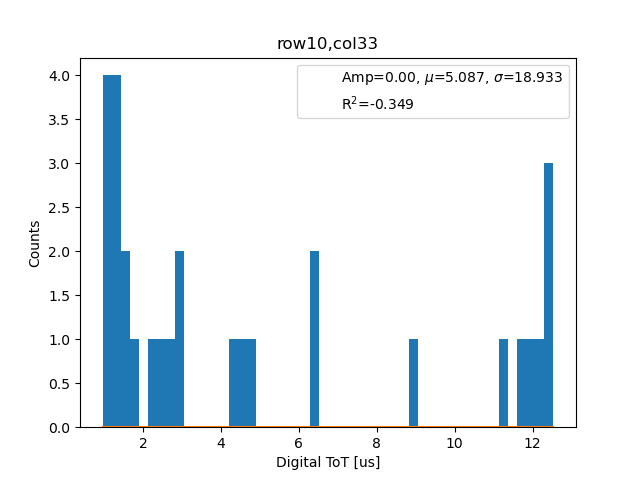 row10,col33
Amp=0.00, μ=5.087, σ=18.933
R²=-0.349
4.0
3.5
3.0
2.5
2.0
1.5
1.0
0.5
0.0
Counts
2 4 6 8 10 12
Digital ToT [us]